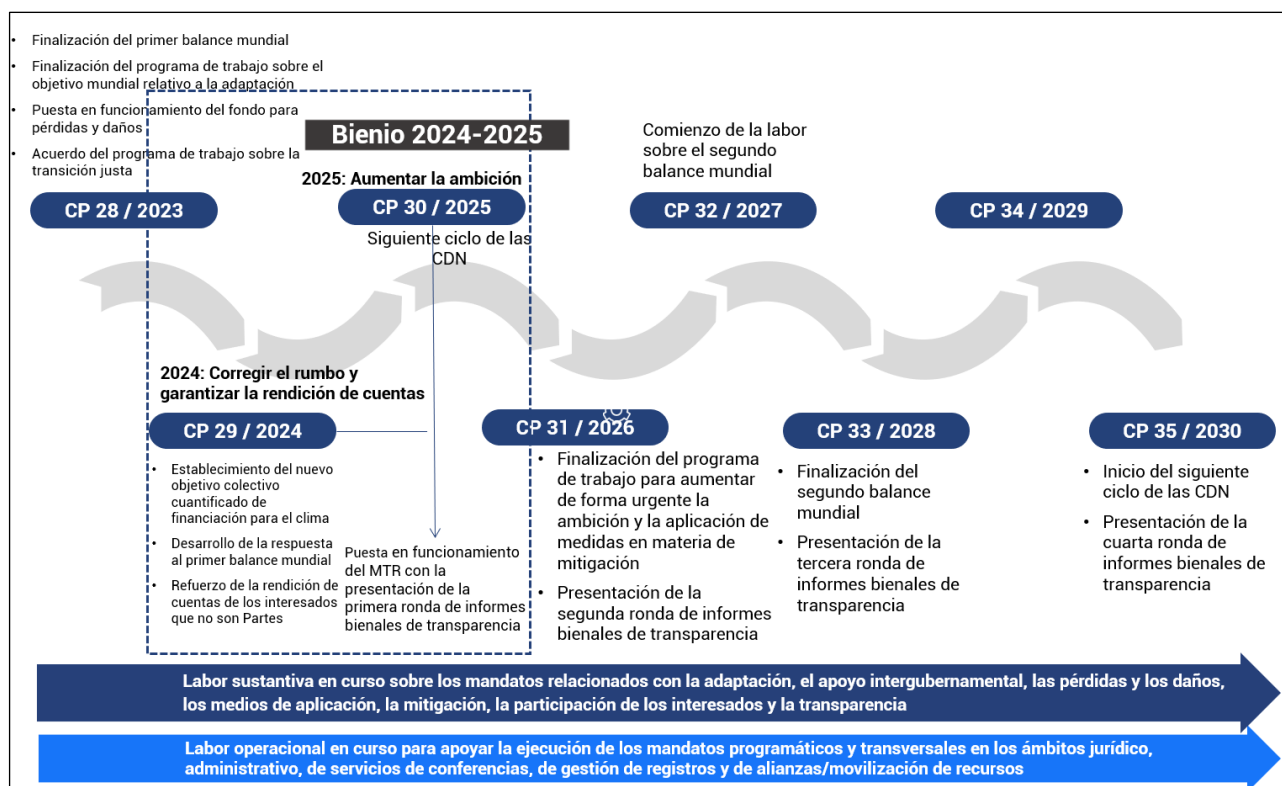 • Finalización del primer balance mundial
• Finalización del programa de trabajo sobre el
objetivo mundial relativo a la adaptación
• Puesta en funcionamiento del fondo para
pérdidas y daños
• Acuerdo del programa de trabajo sobre la
transición justa
Bienio 2024-2025
2025: Aumentar la ambición
Comienzo de la labor
sobre el segundo
balance mundial
CP 28 / 2023
CP 30 / 2025
CP 32 / 2027
CP 34 / 2029
Siguiente ciclo de las
CDN
2024: Corregir el rumbo y
garantizar la rendición de cuentas
CP 29 / 2024
CP 31 / 2026
CP 33 / 2028
CP 35 / 2030
• Establecimiento del nuevo
objetivo colectivo
cuantificado de
financiación para el clima
• Desarrollo de la respuesta
al primer balance mundial
• Refuerzo de la rendición de
cuentas de los interesados
que no son Partes
Puesta en funcionamiento
del MTR con la
presentación de la
primera ronda de informes
bienales de transparencia
• Finalización del programa
de trabajo para aumentar
de forma urgente la
ambición y la aplicación de
medidas en materia de
mitigación
• Presentación de la
segunda ronda de informes
bienales de transparencia
• Finalización del
segundo balance
mundial
• Presentación de la
tercera ronda de
informes bienales de
transparencia
• Inicio del siguiente
ciclo de las CDN
• Presentación de la
cuarta ronda de
informes bienales de
transparencia
Labor sustantiva en curso sobre los mandatos relacionados con la adaptación, el apoyo intergubernamental, las pérdidas y los daños,
los medios de aplicación, la mitigación, la participación de los interesados y la transparencia
Labor operacional en curso para apoyar la ejecución de los mandatos programáticos y transversales en los ámbitos jurídico,
administrativo, de servicios de conferencias, de gestión de registros y de alianzas/movilización de recursos